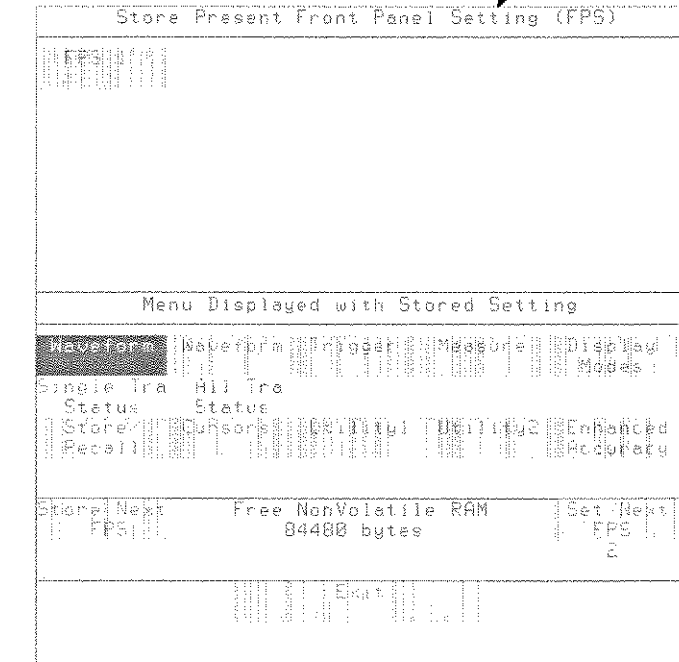 Store Present Front Panel Setting (FPS)
FPS
Menu Displayed with Stored Setting
Waveform Waveform Trigger Measure Display
Modes
Single Tra All Tra
Status Status
Store/ Cursors Utility1 Utility2 Enhanced
Recall Accuracy
Store Next Free NonVolatile RAM Set Next
FPS 84480 bytes FPS
2
Exit